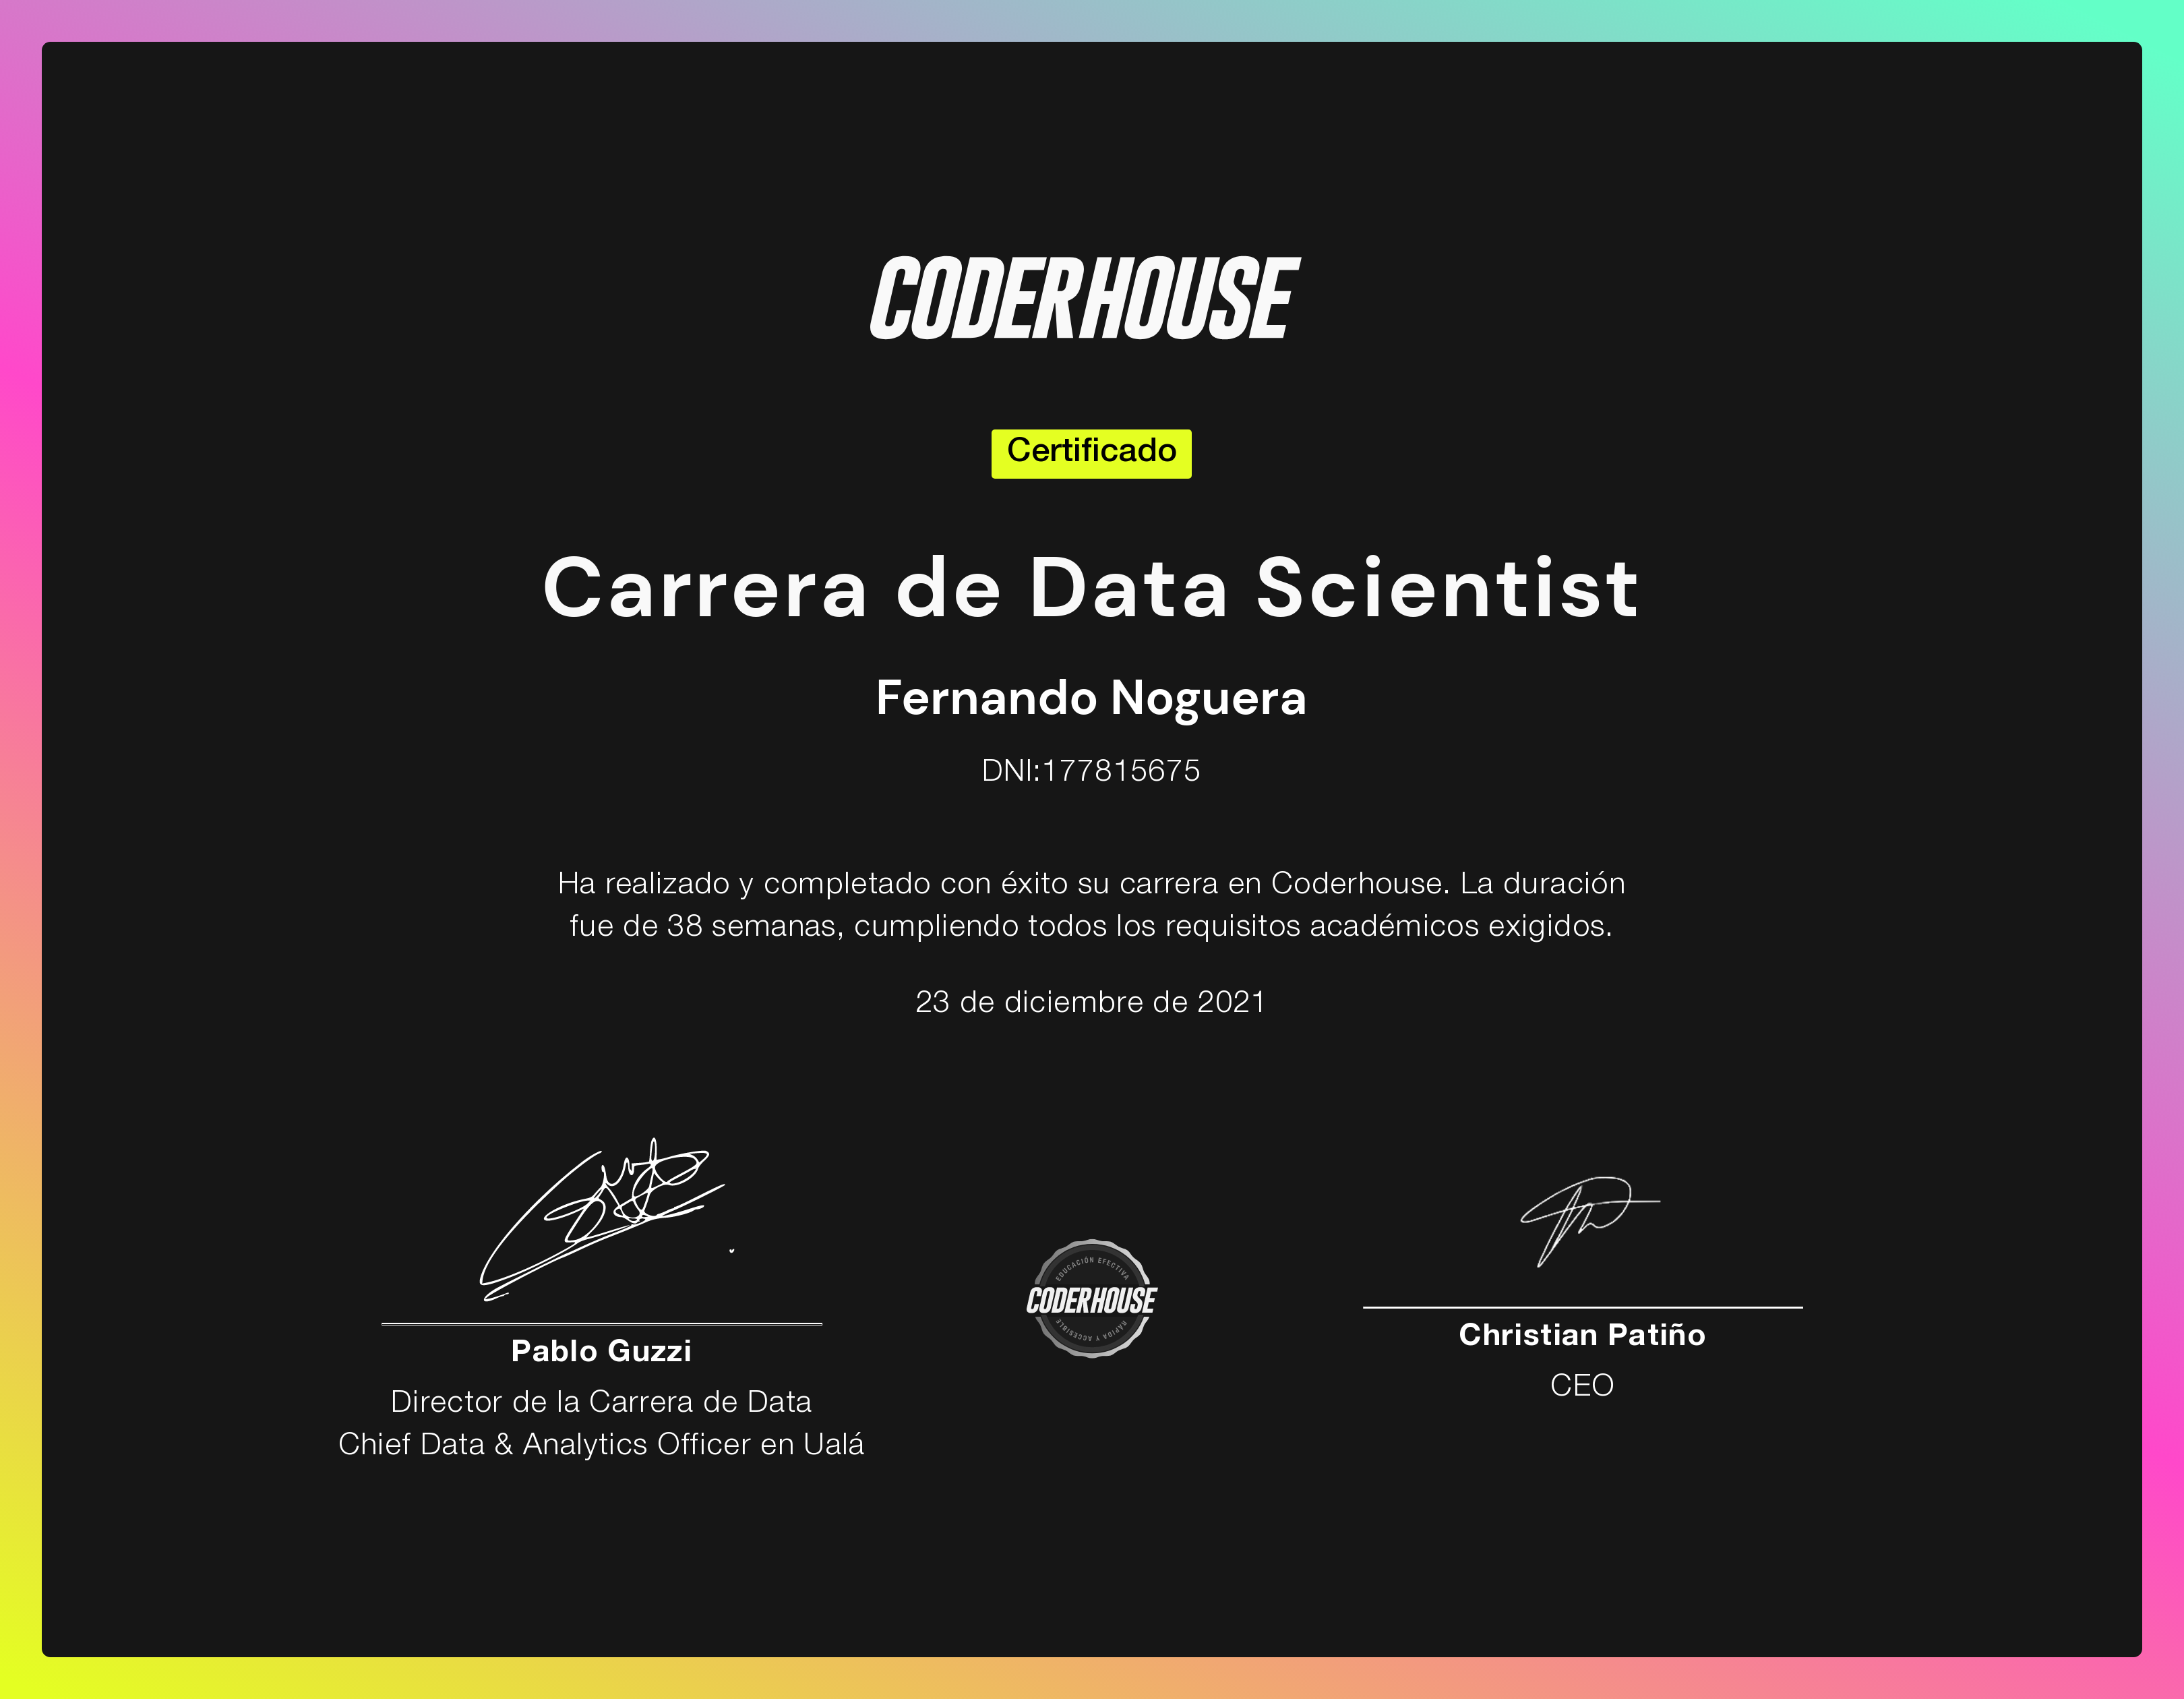 CODERHOUSE
Certificado
Carrera de Data Scientist
Fernando Noguera
DNI:177815675
Ha realizado y completado con éxito su carrera en Coderhouse. La duración
fue de 38 semanas, cumpliendo todos los requisitos académicos exigidos.
23 de diciembre de 2021
EDUCACIÓN EFECTIVA
CODERHOUSE
RÁPIDA Y ACCESIBLE
Pablo Guzzi
Director de la Carrera de Data
Chief Data & Analytics Officer en Ualá
Christian Patiño
CEO